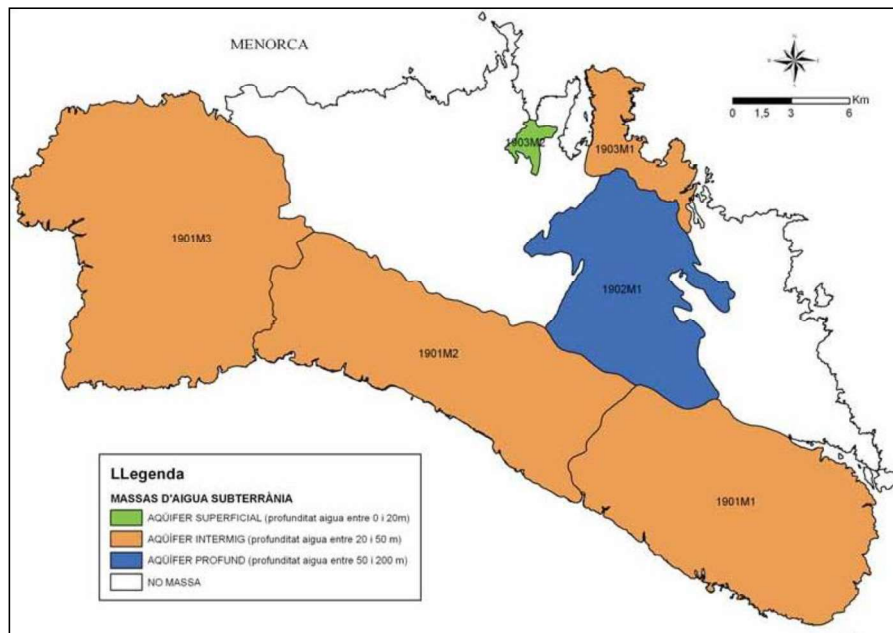 MENORCA
0 1,5 3 6 Km
1903M2
1903M1
1901M3
1902M1
1901M2
1901M1
LLegenda
MASSAS D'AIGUA SUBTERRÀNIA
AQÜIFER SUPERFICIAL (profunditat aigua entre 0 i 20m)
AQÜÍFER INTERMIG (profunditat aigua entre 20 i 50 m)
AQÜÍFER PROFUND (profunditat aigua entre 50 i 200 m)
NO MASSA